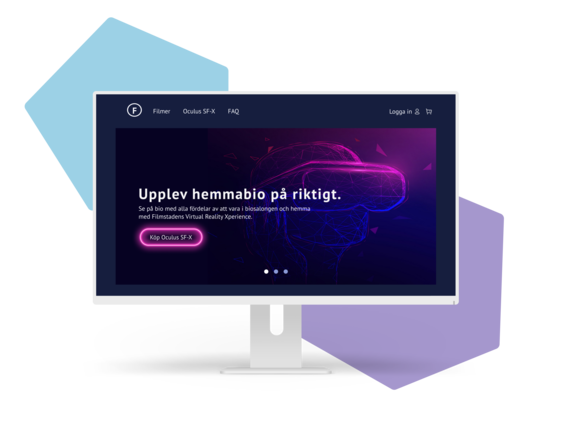 F Filmer Oculus SF-X FAQ Logga in
Upplev hemmabio på riktigt.
Se på bio med alla fördelar av att vara i biosalongen och hemma
med Filmstadens Virtual Reality Xperience.
Köp Oculus SF-X